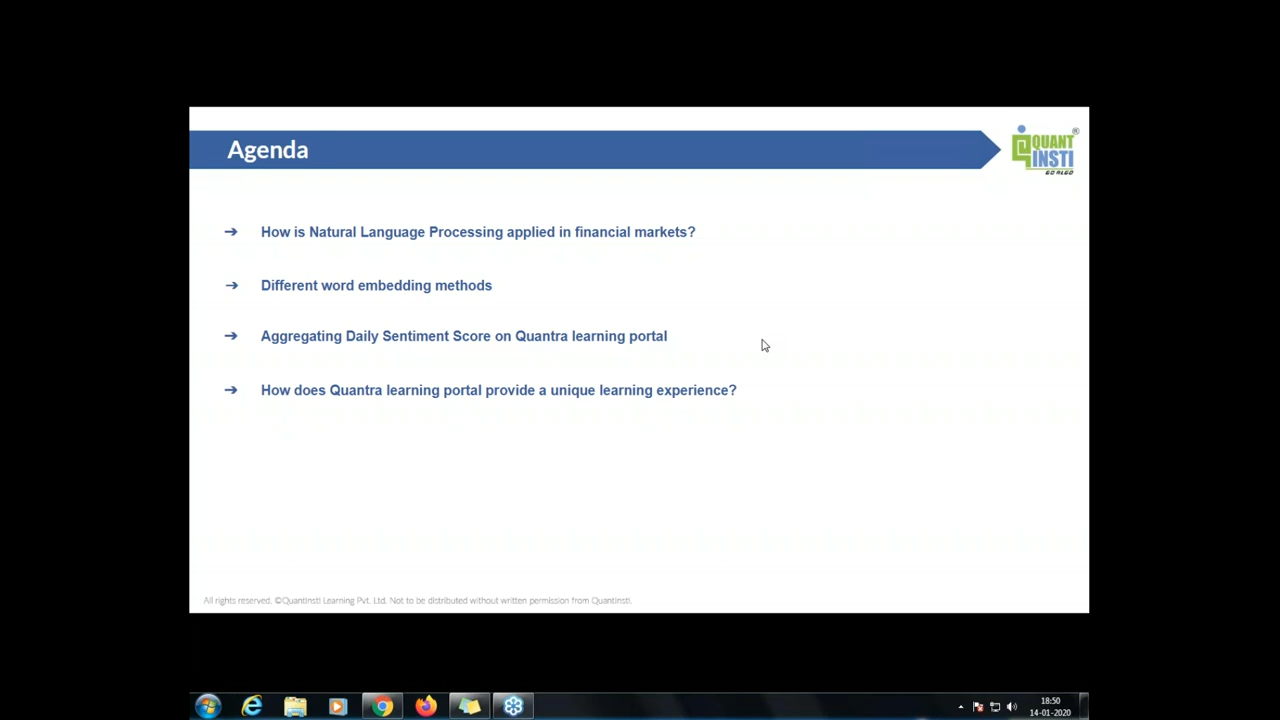 Agenda
QUANT
INSTI
GO ALGO
➔ How is Natural Language Processing applied in financial markets?
➔ Different word embedding methods
➔ Aggregating Daily Sentiment Score on Quantra learning portal
➔ How does Quantra learning portal provide a unique learning experience?
All rights reserved. ©QuantInsti Learning Pvt. Ltd. Not to be distributed without written permission from QuantInsti.
18:50
14-01-2020